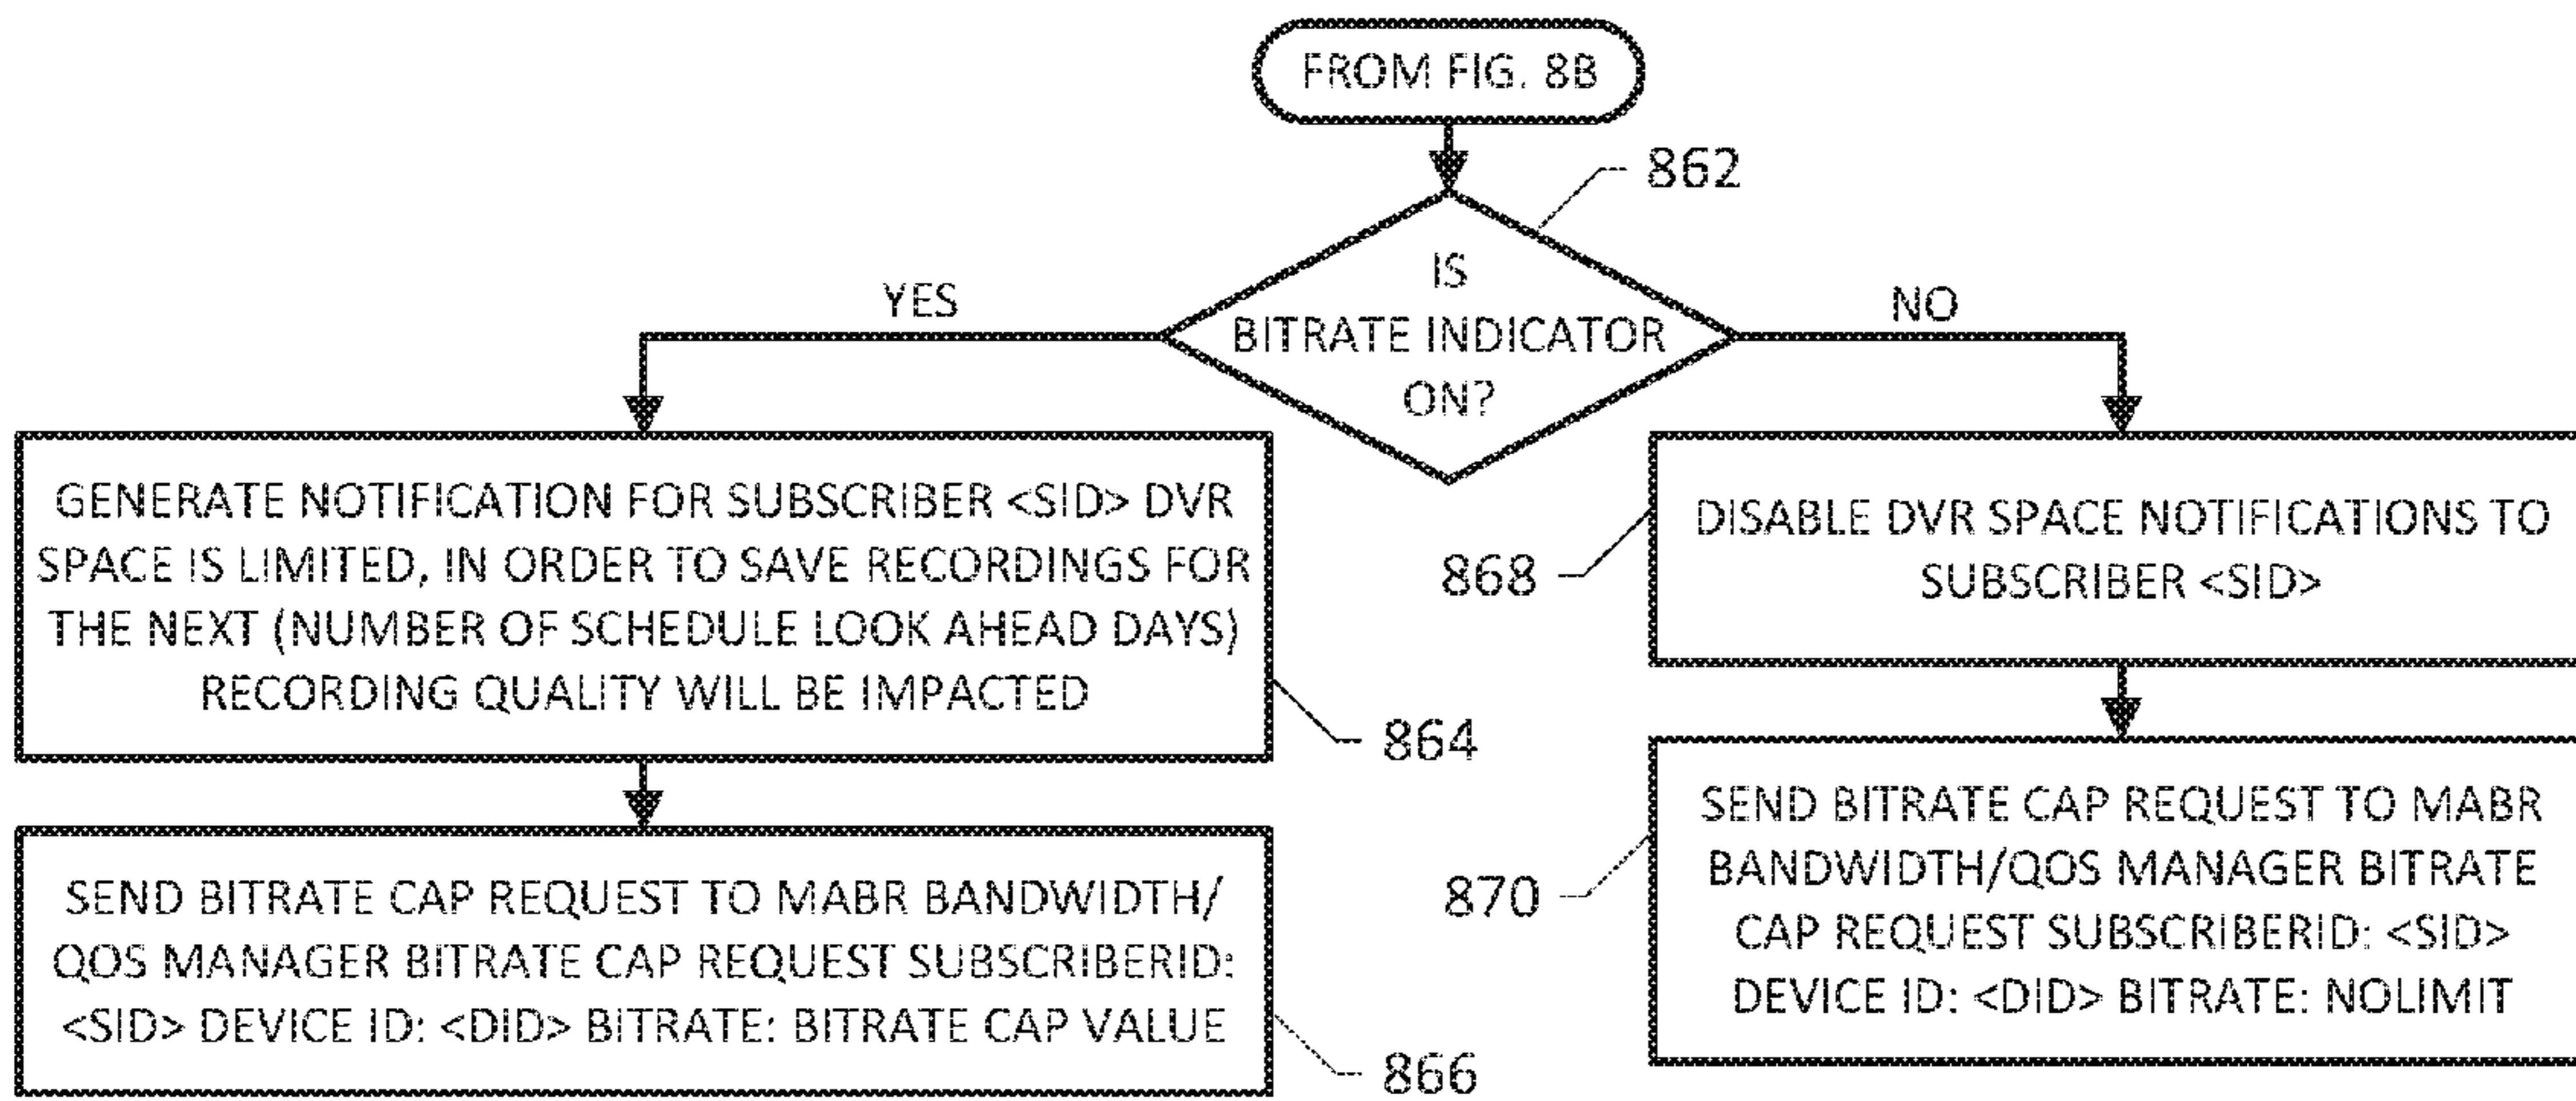 FROM FIG. 8B
862
IS
BITRATE INDICATOR
ON?
YES
NO
GENERATE NOTIFICATION FOR SUBSCRIBER <SID> DVR
SPACE IS LIMITED, IN ORDER TO SAVE RECORDINGS FOR
THE NEXT (NUMBER OF SCHEDULE LOOK AHEAD DAYS)
RECORDING QUALITY WILL BE IMPACTED
864
SEND BITRATE CAP REQUEST TO MABR BANDWIDTH/
QOS MANAGER BITRATE CAP REQUEST SUBSCRIBERID:
<SID> DEVICE ID: <DID> BITRATE: BITRATE CAP VALUE
866
DISABLE DVR SPACE NOTIFICATIONS TO
SUBSCRIBER <SID>
868
SEND BITRATE CAP REQUEST TO MABR
BANDWIDTH/QOS MANAGER BITRATE
CAP REQUEST SUBSCRIBERID: <SID>
DEVICE ID: <DID> BITRATE: NOLIMIT
870